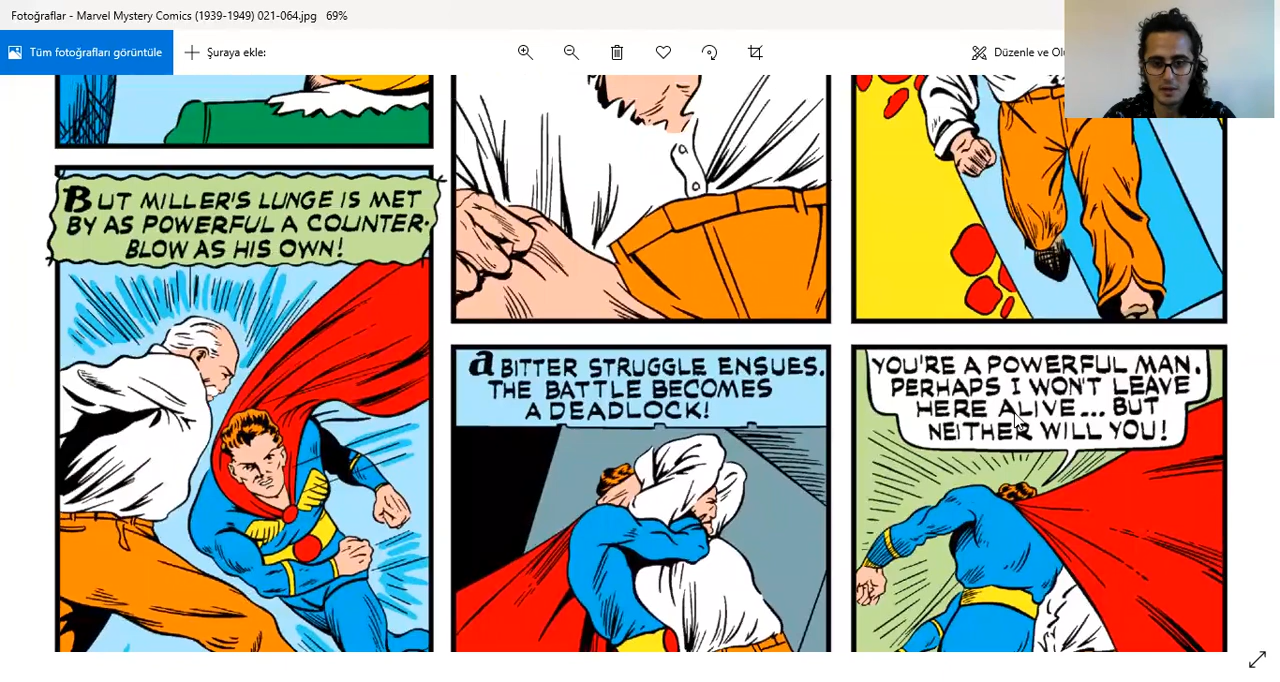 Fotoğraflar - Marvel Mystery Comics (1939-1949) 021-064.jpg   69%
Tüm fotoğrafları görüntüle
Şuraya ekle:
Düzenle ve Ol
BUT MILLER'S LUNGE IS MET
BY AS POWERFUL A COUNTER-
BLOW AS HIS OWN!
A BITTER STRUGGLE ENSUES.
THE BATTLE BECOMES
A DEADLOCK!
YOU'RE A POWERFUL MAN.
PERHAPS I WON'T LEAVE
HERE ALIVE... BUT
NEITHER WILL YOU!